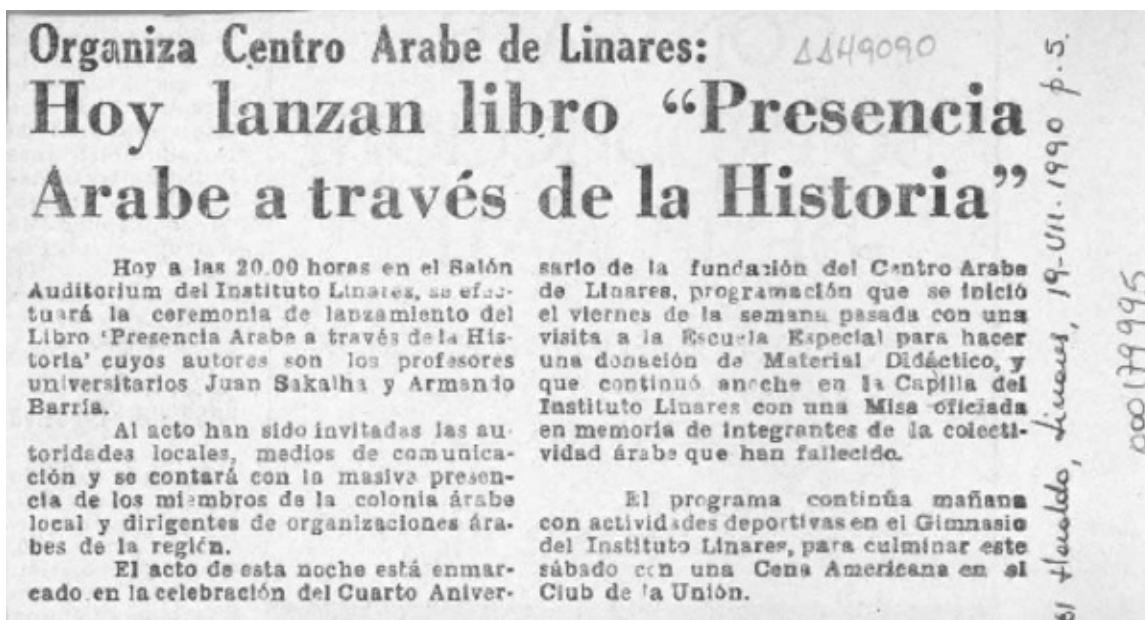 Organiza Centro Arabe de Linares:
AA49090
Hoy lanzan libro “Presencia
Arabe a través de la Historia”
Hoy a las 20.00 horas en el Salón
Auditorium del Instituto Linares, se efec-
tuará la ceremonia de lanzamiento del
Libro ‘Presencia Arabe a través de la His-
toria’ cuyos autores son los profesores
universitarios Juan Sakalha y Armando
Barría.
Al acto han sido invitadas las au-
toridades locales, medios de comunica-
ción y se contará con la masiva presen-
cia de los miembros de la colonia árabe
local y dirigentes de organizaciones ára-
bes de la región.
El acto de esta noche está enmar-
cado en la celebración del Cuarto Aniver-
sario de la fundación del Centro Arabe
de Linares, programación que se inició
el viernes de la semana pasada con una
visita a la Escuela Especial para hacer
una donación de Material Didáctico, y
que continuó anoche en la Capilla del
Instituto Linares con una Misa oficiada
en memoria de integrantes de la colecti-
vidad árabe que han fallecido.
El programa continúa mañana
con actividades deportivas en el Gimnasio
del Instituto Linares, para culminar este
sábado con una Cena Americana en el
Club de la Unión.
El Heraldo, Linares, 19-VII-1990 p. 5.
000179995